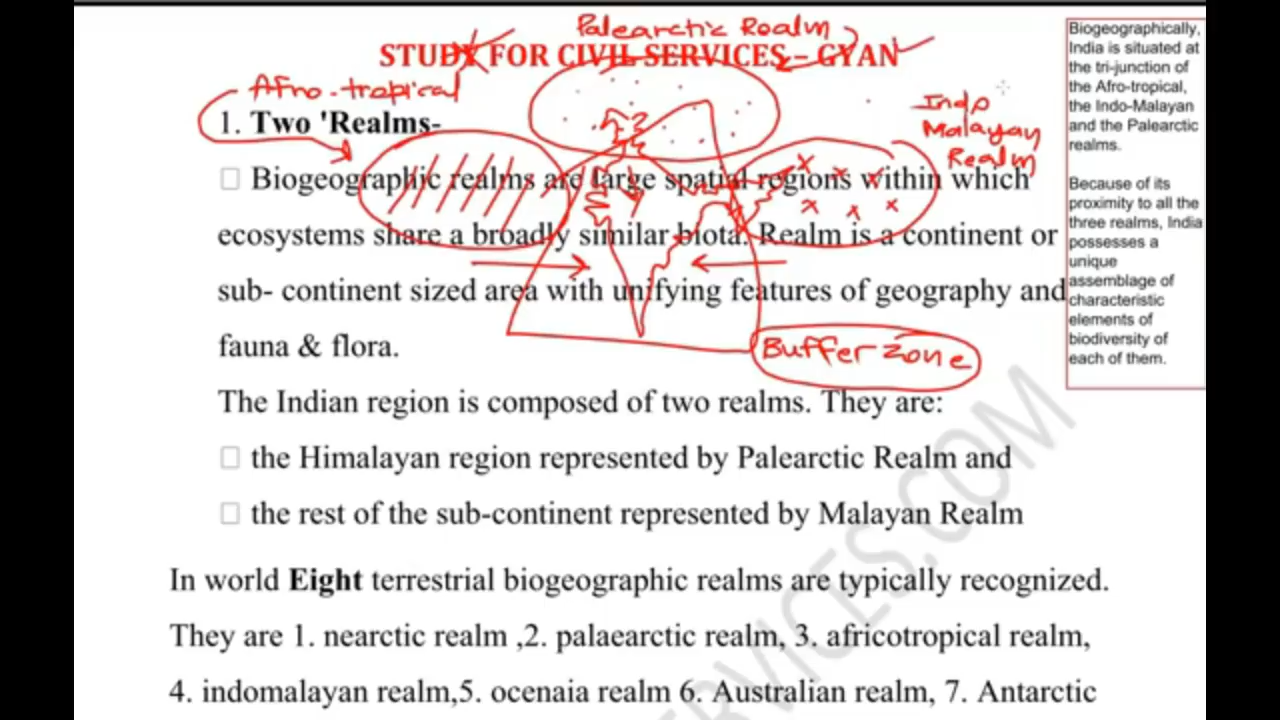 Palearctic Realm
STUDY FOR CIVIL SERVICES – GYAN
Afro-tropical
1. Two 'Realms-
Indo
Malayan
Realm
Biogeographic realms are large spatial regions within which
ecosystems share a broadly similar biota. Realm is a continent or
sub- continent sized area with unifying features of geography and
fauna & flora.
Buffer zone
The Indian region is composed of two realms. They are:
the Himalayan region represented by Palearctic Realm and
the rest of the sub-continent represented by Malayan Realm
In world Eight terrestrial biogeographic realms are typically recognized.
They are 1. nearctic realm ,2. palaearctic realm, 3. africotropical realm,
4. indomalayan realm,5. ocenaia realm 6. Australian realm, 7. Antarctic
Biogeographically,
India is situated at
the tri-junction of
the Afro-tropical,
the Indo-Malayan
and the Palearctic
realms.
Because of its
proximity to all the
three realms, India
possesses a
unique
assemblage of
characteristic
elements of
biodiversity of
each of them.
RVICES.COM